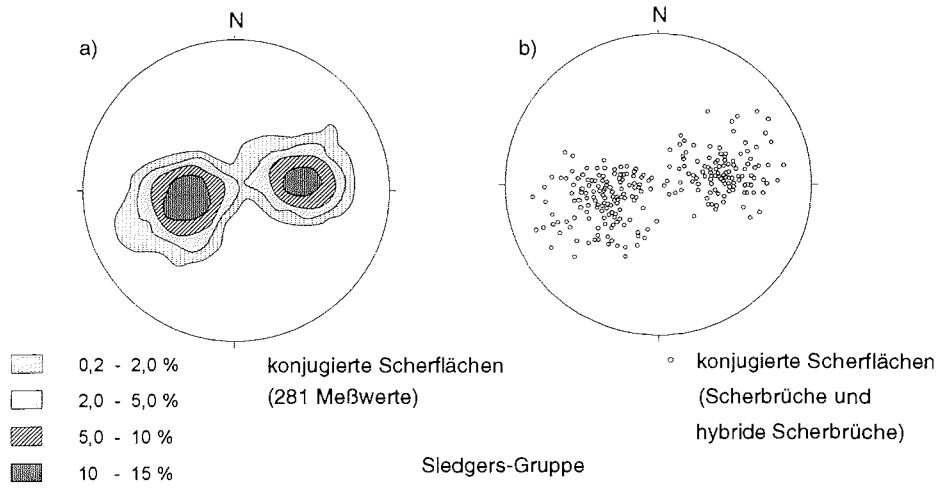 N
N
a)
b)
0,2 - 2,0 %
konjugierte Scherflächen
konjugierte Scherflächen
2,0 - 5,0 %
(281 Meßwerte)
(Scherbrüche und
5,0 - 10 %
hybride Scherbrüche)
10 - 15 %
Sledgers-Gruppe